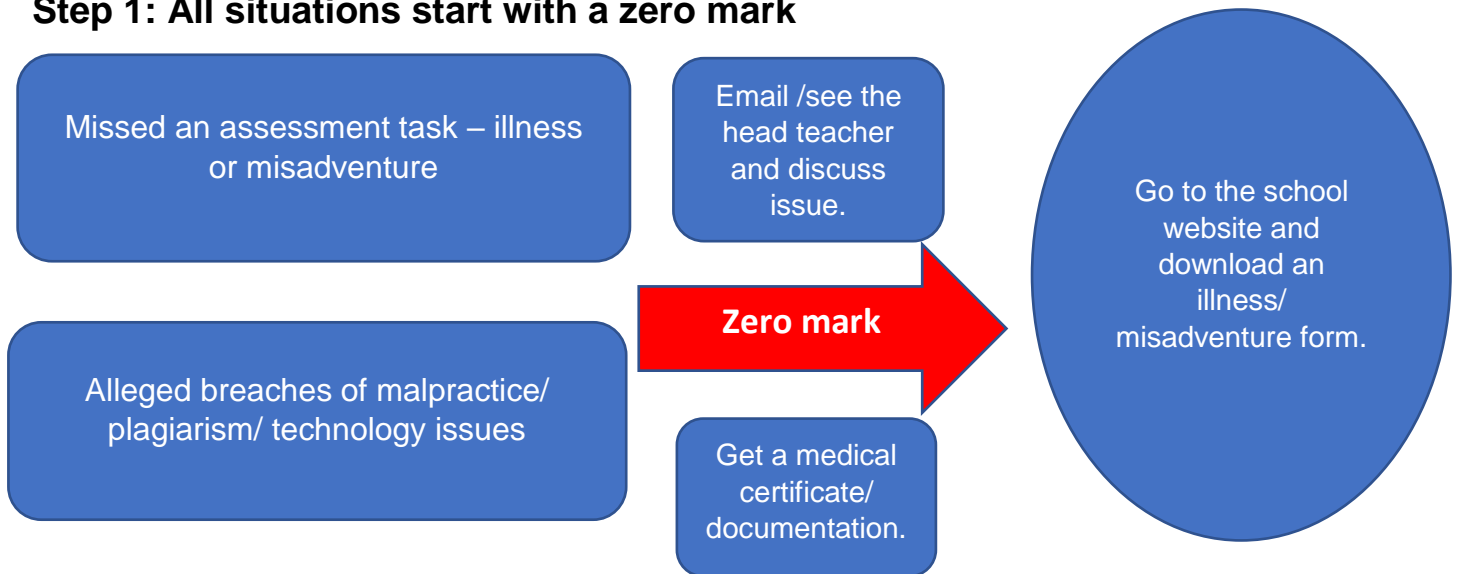 Step 1: All situations start with a zero mark
Missed an assessment task – illness
or misadventure
Email /see the
head teacher
and discuss
issue.
Zero mark
Alleged breaches of malpractice/
plagiarism/ technology issues
Get a medical
certificate/
documentation.
Go to the school
website and
download an
illness/
misadventure form.